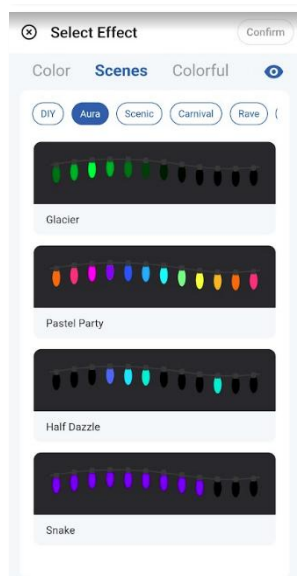 Select Effect
Confirm
Color Scenes Colorful
DIY Aura Scenic Carnival Rave
Glacier
Pastel Party
Half Dazzle
Snake